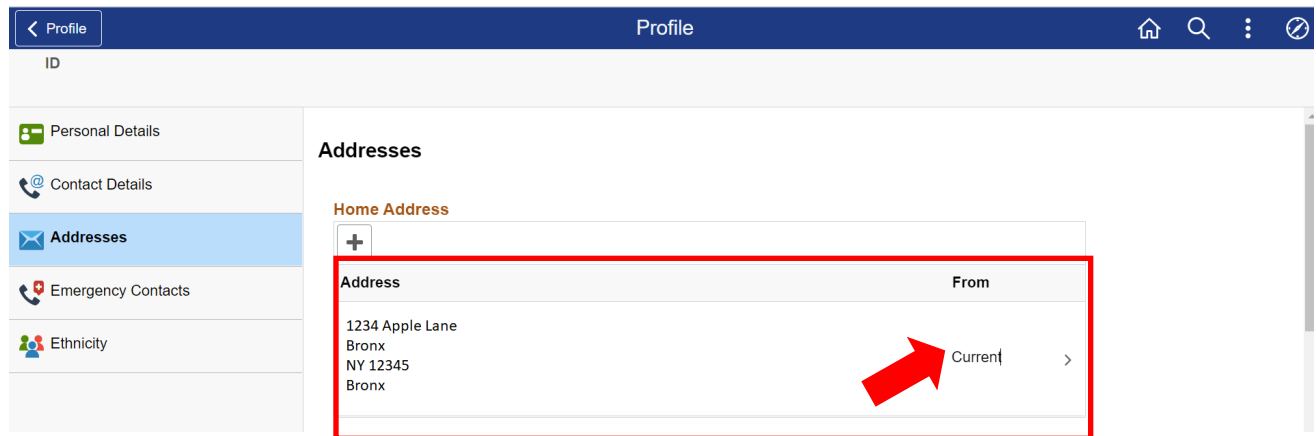 Profile
Profile
ID
Personal Details
Contact Details
Addresses
Emergency Contacts
Ethnicity
Addresses
Home Address
Address From
1234 Apple Lane
Bronx
NY 12345
Bronx
Current